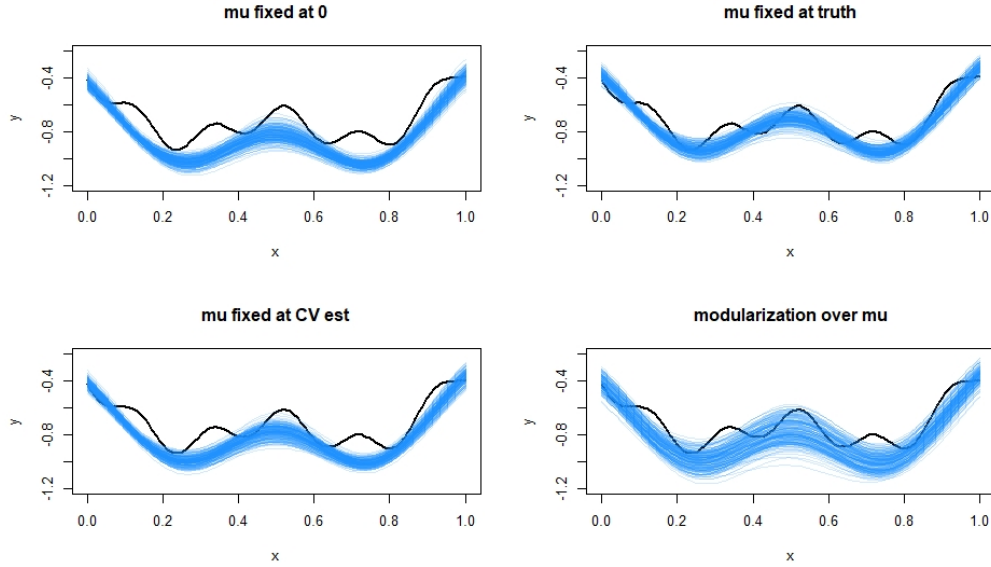 mu fixed at 0
y
-0.4
-0.8
-1.2
0.0 0.2 0.4 0.6 0.8 1.0
x
mu fixed at truth
y
-0.4
-0.8
-1.2
0.0 0.2 0.4 0.6 0.8 1.0
x
mu fixed at CV est
y
-0.4
-0.8
-1.2
0.0 0.2 0.4 0.6 0.8 1.0
x
modularization over mu
y
-0.4
-0.8
-1.2
0.0 0.2 0.4 0.6 0.8 1.0
x